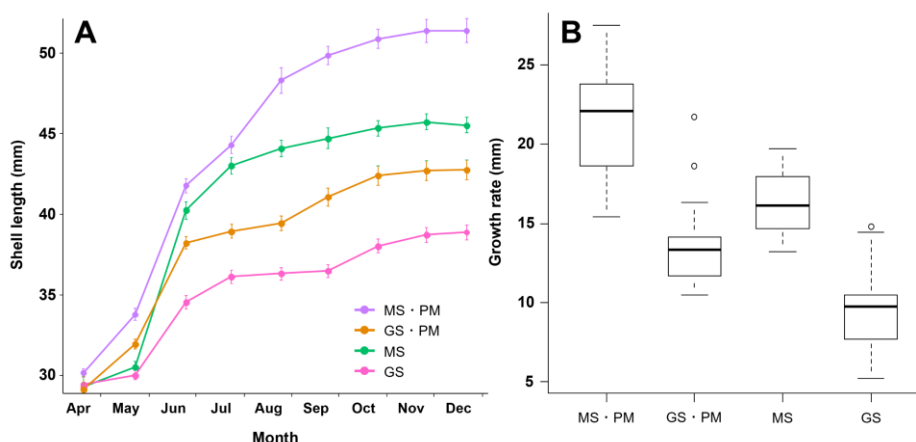 A
Shell length (mm)
50
45
40
35
30
Apr May Jun Jul Aug Sep Oct Nov Dec
Month
MS・PM
GS・PM
MS
GS
B
Growth rate (mm)
25
20
15
10
5
MS・PM GS・PM MS GS